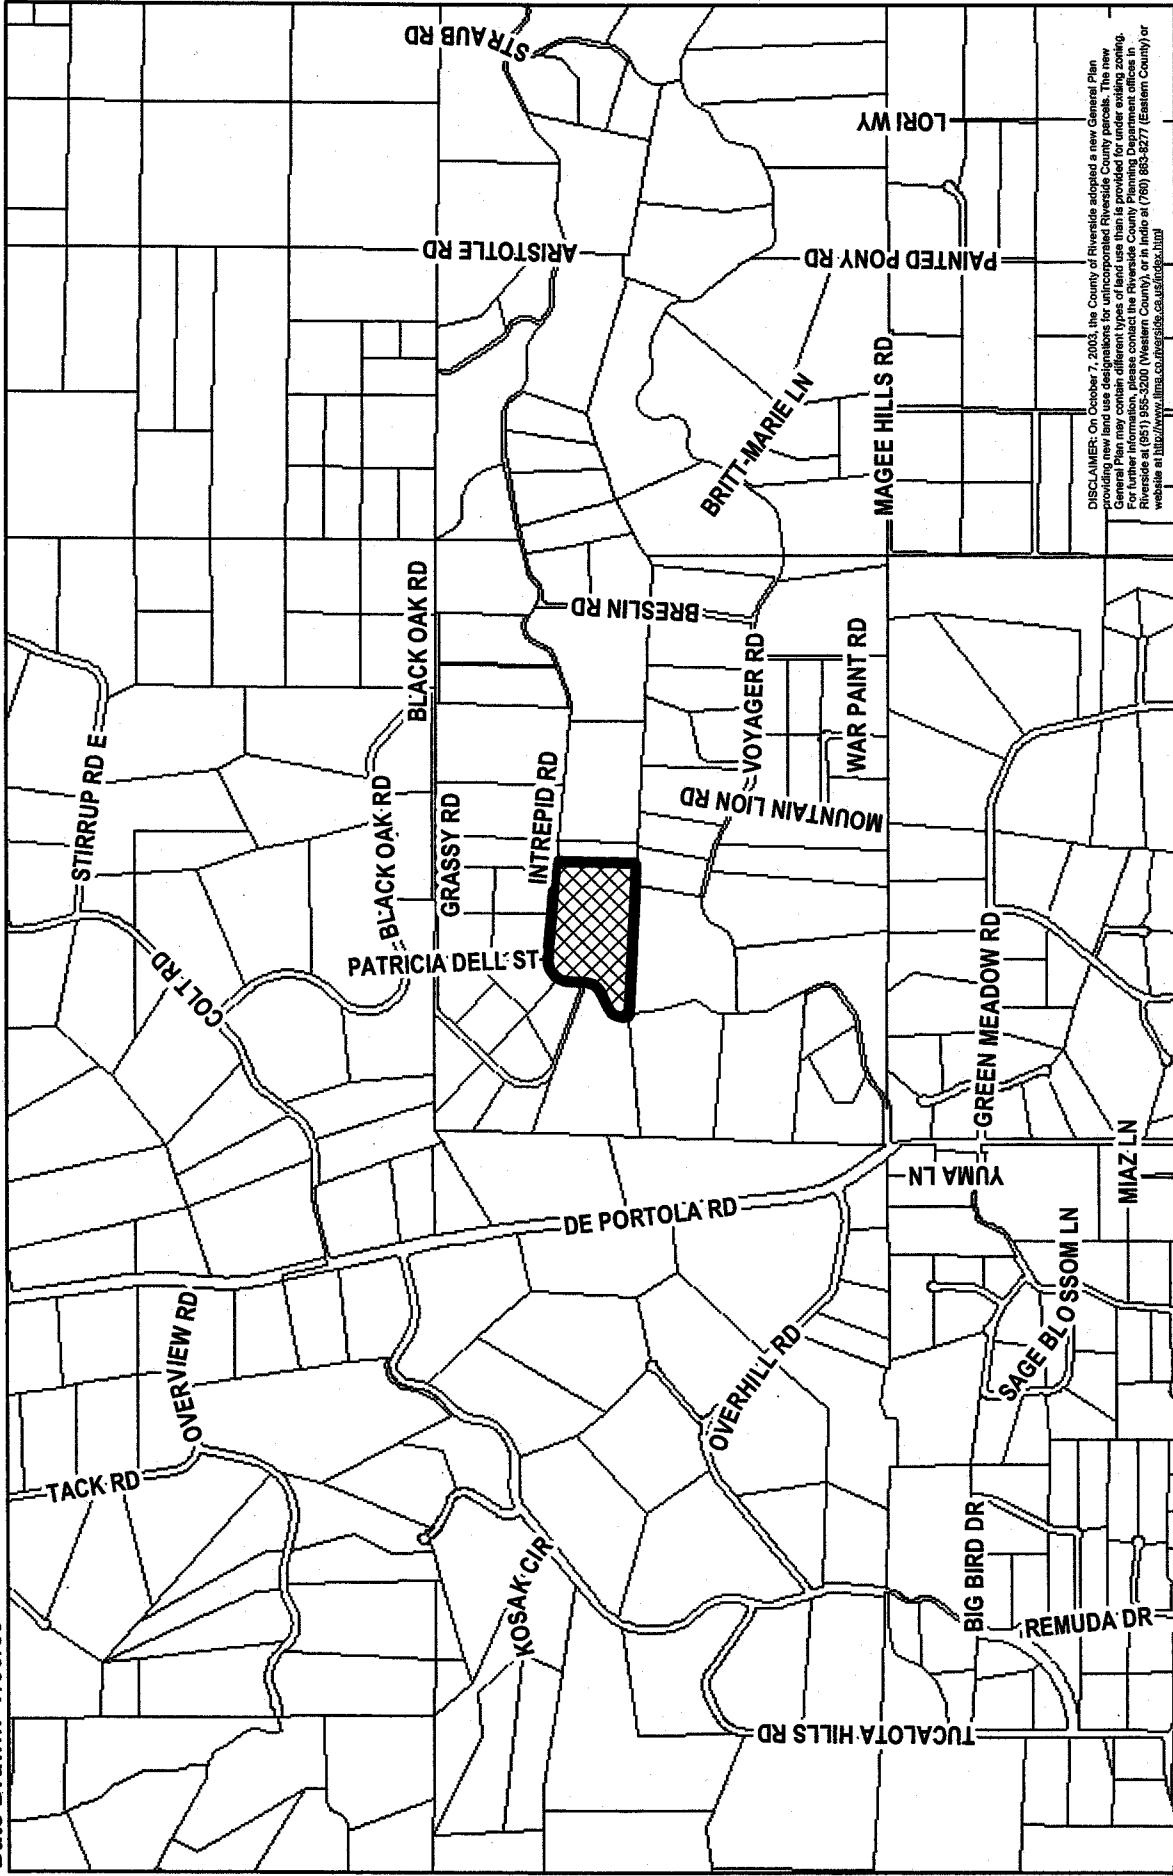 STRAUB RD
LORI WY
ARISTOTLE RD
PAINTED PONY RD
MAGEE HILLS RD
BRITT-MARIE LN
BLACK OAK RD
BRESLIN RD
STIRRUP RD E
VOYAGER RD
WAR PAINT RD
BLACK OAK RD
GRASSY RD
INTREPID RD
MOUNTAIN LION RD
COLT RD
PATRICIA DELL ST
GREEN MEADOW RD
YUMA LN
MIAZ LN
DE PORTOLA RD
OVERVIEW RD
OVERHILL RD
SAGE BLOSSOM LN
TACK RD
KOSAK CIR
BIG BIRD DR
REMUDA DR
TUCALOTA HILLS RD
DISCLAIMER: On October 7, 2003, the County of Riverside adopted a new General Plan
providing new land use designations for unincorporated Riverside County parcels. The new
General Plan may contain different types of land use than is provided for under existing zoning.
For further information, please contact the Riverside County Planning Department offices in
Riverside at (951) 955-3200 (Western County), or in Indio at (760) 863-8277 (Eastern County) or
website at http://www.tlma.co.riverside.ca.us/index.html